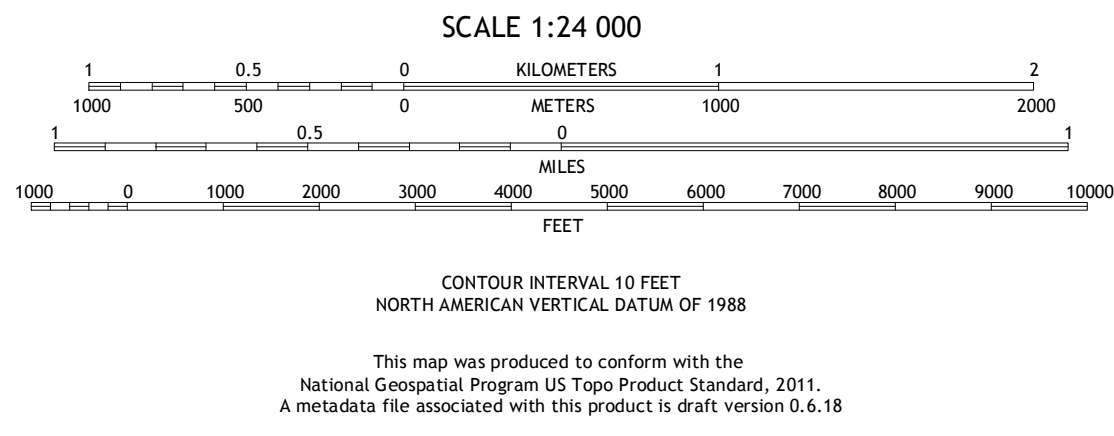 SCALE 1:24 000
1 0.5 0 KILOMETERS 1 2
1000 500 0 METERS 1000 2000
1 0.5 0 1
MILES
1000 0 1000 2000 3000 4000 5000 6000 7000 8000 9000 10000
FEET
CONTOUR INTERVAL 10 FEET
NORTH AMERICAN VERTICAL DATUM OF 1988
This map was produced to conform with the
National Geospatial Program US Topo Product Standard, 2011.
A metadata file associated with this product is draft version 0.6.18